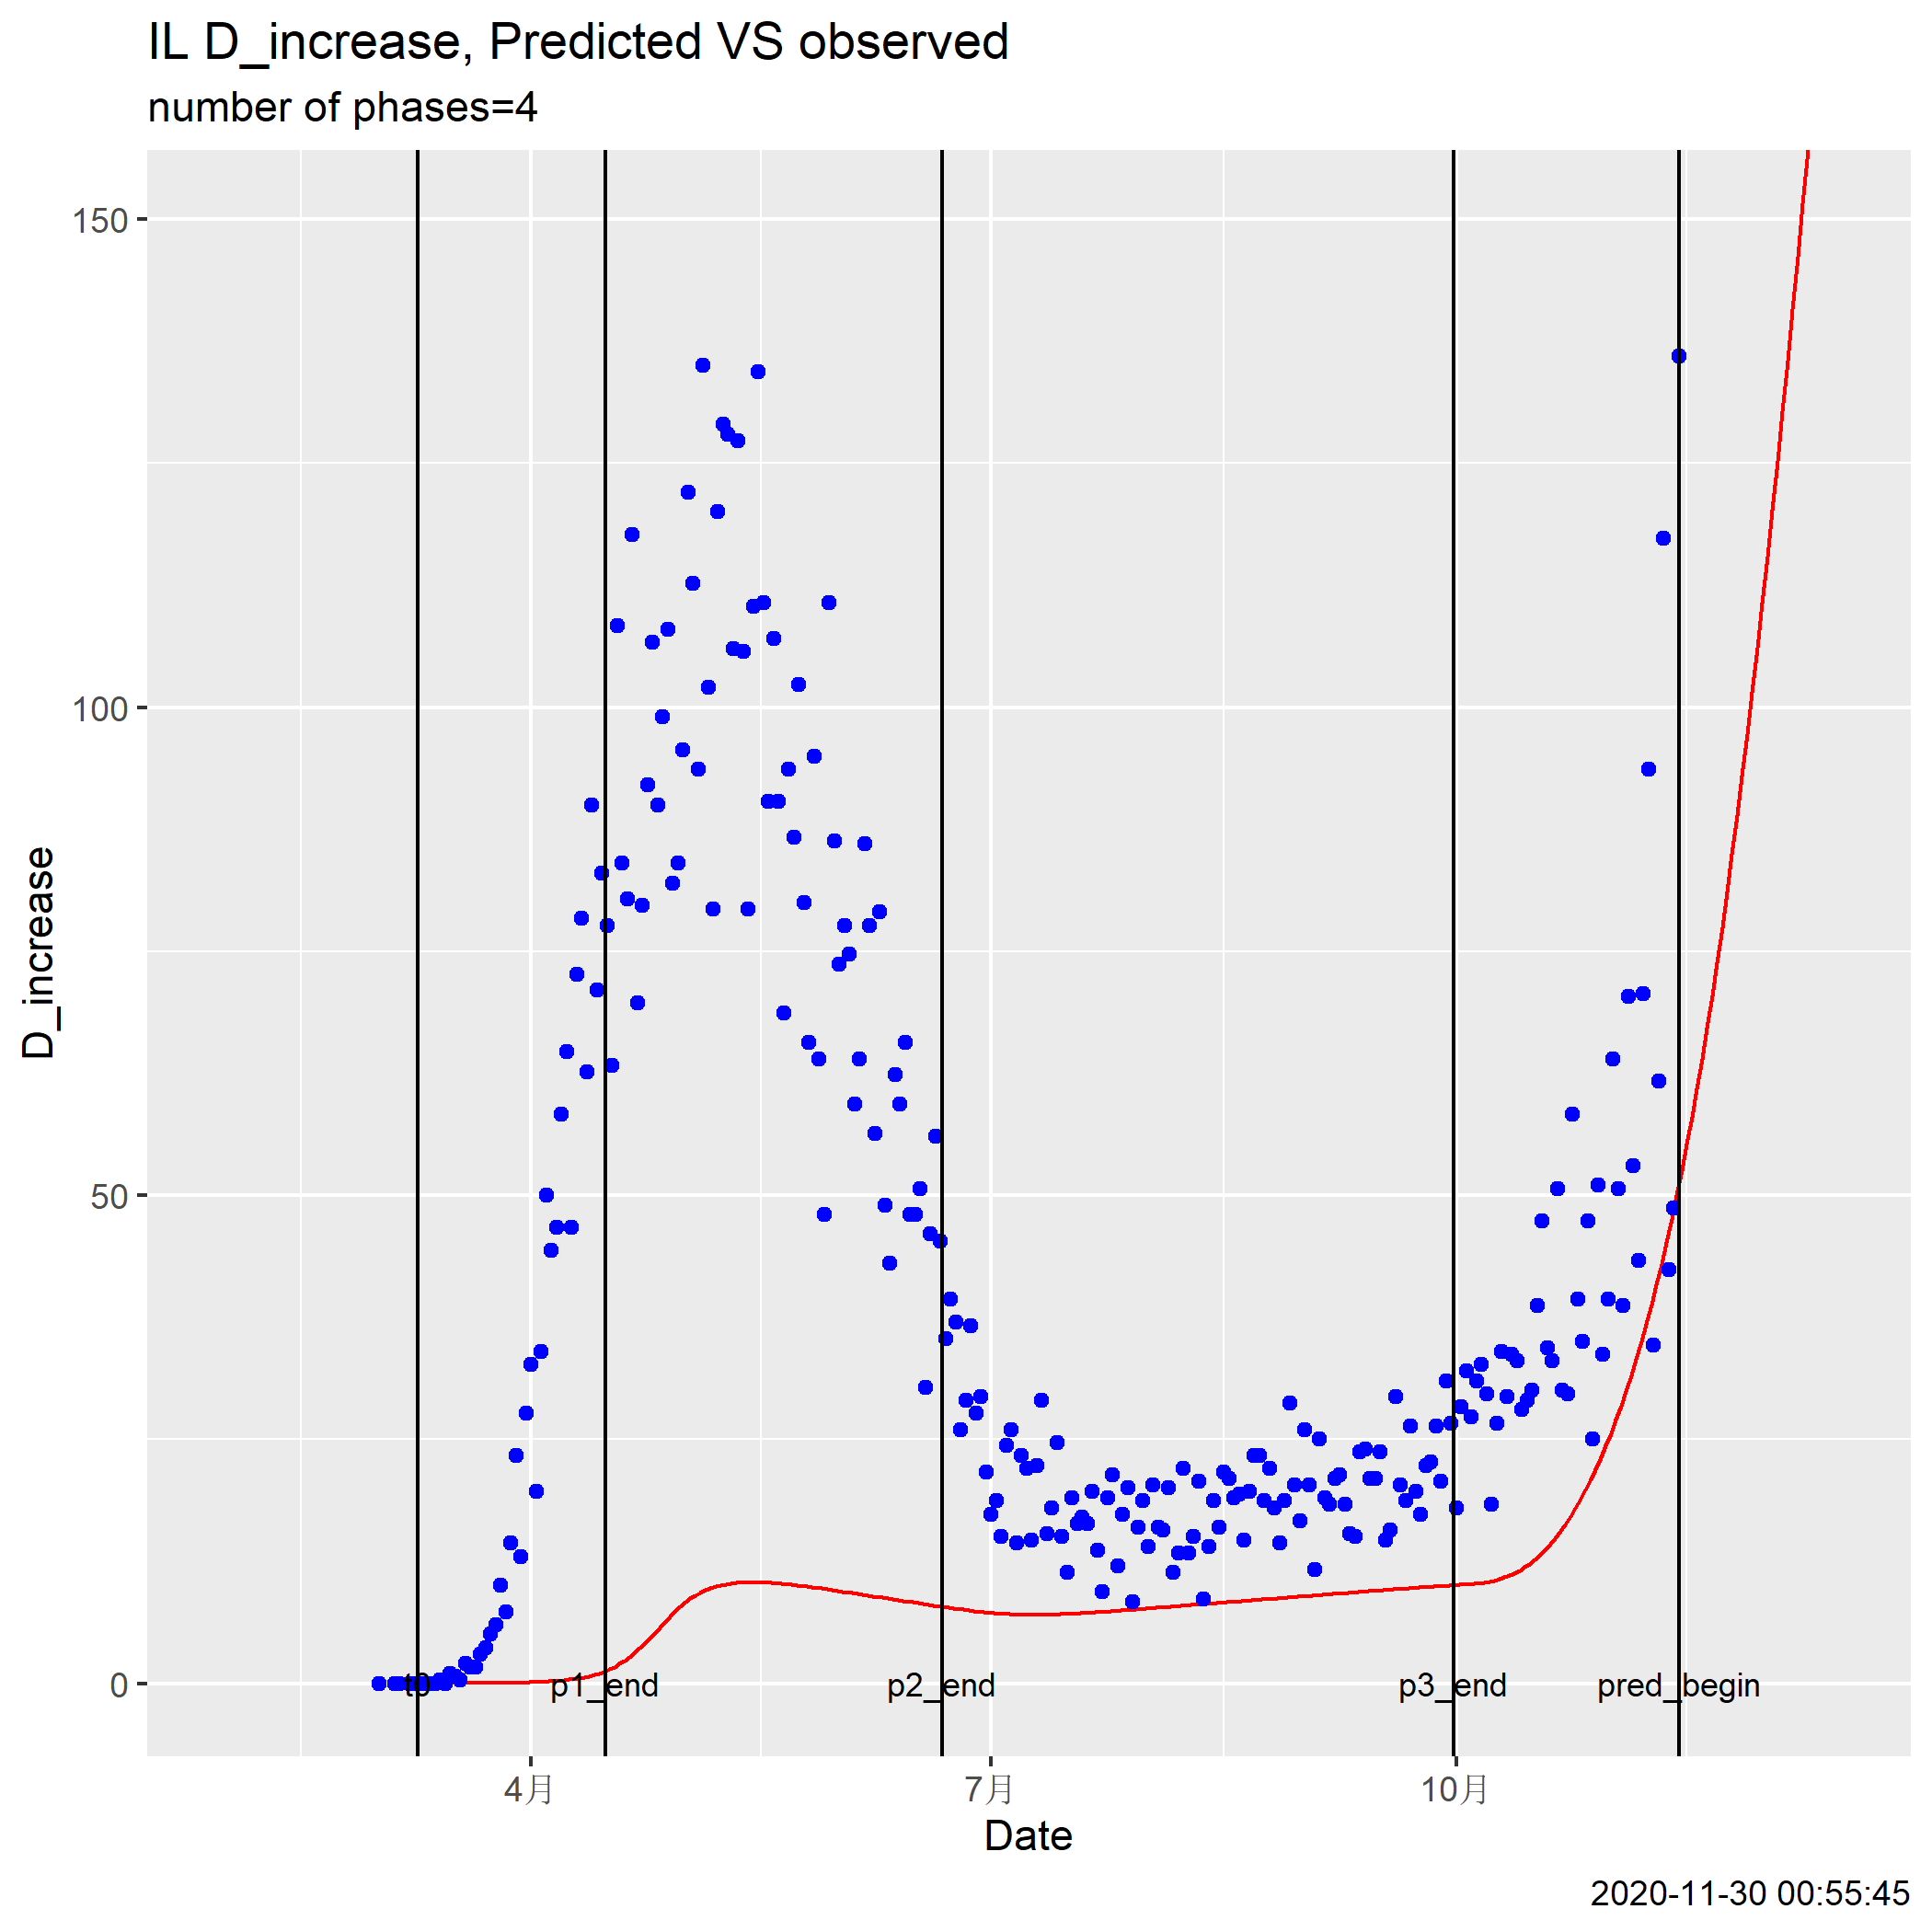 IL D_increase, Predicted VS observed
number of phases=4
150
100
50
0
D_increase
t0
p1_end
p2_end
p3_end
pred_begin
4月
7月
10月
Date
2020-11-30 00:55:45